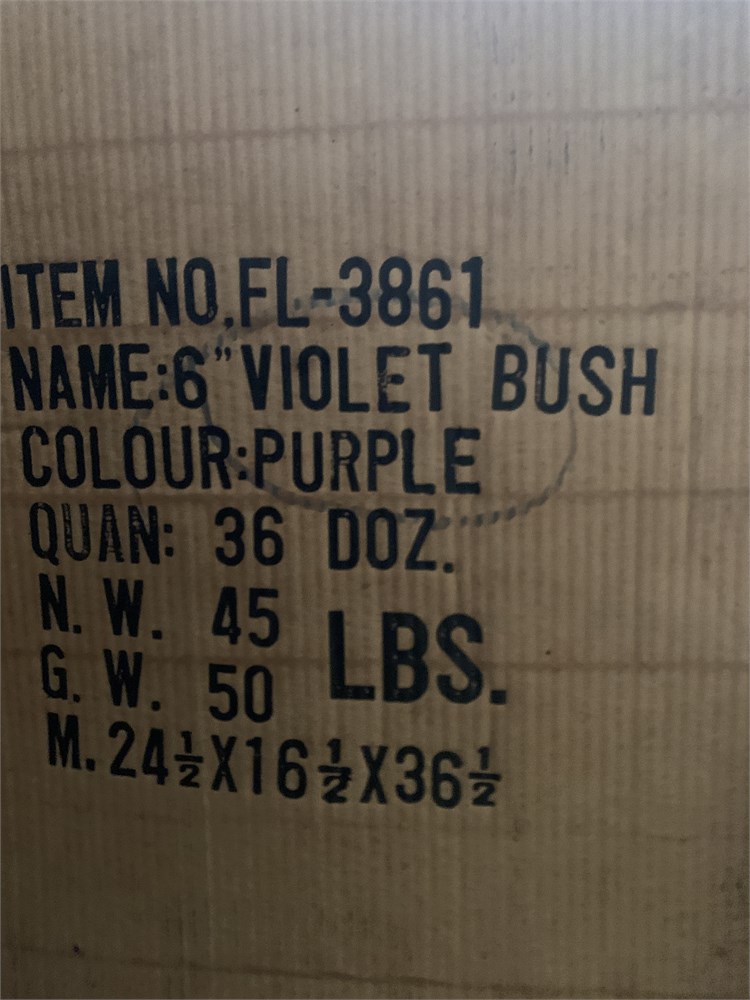 ITEM NO.FL-3861
NAME:6"VIOLET BUSH
COLOUR:PURPLE
QUAN: 36 DOZ.
N. W. 45
G. W. 50 LBS.
M. 24½X16½X36½